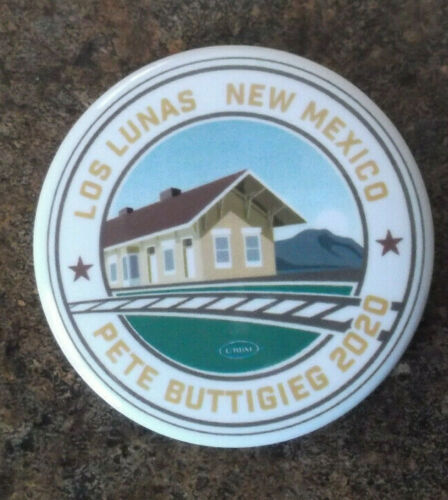 LOS LUNAS NEW MEXICO
PETE BUTTIGIEG 2020